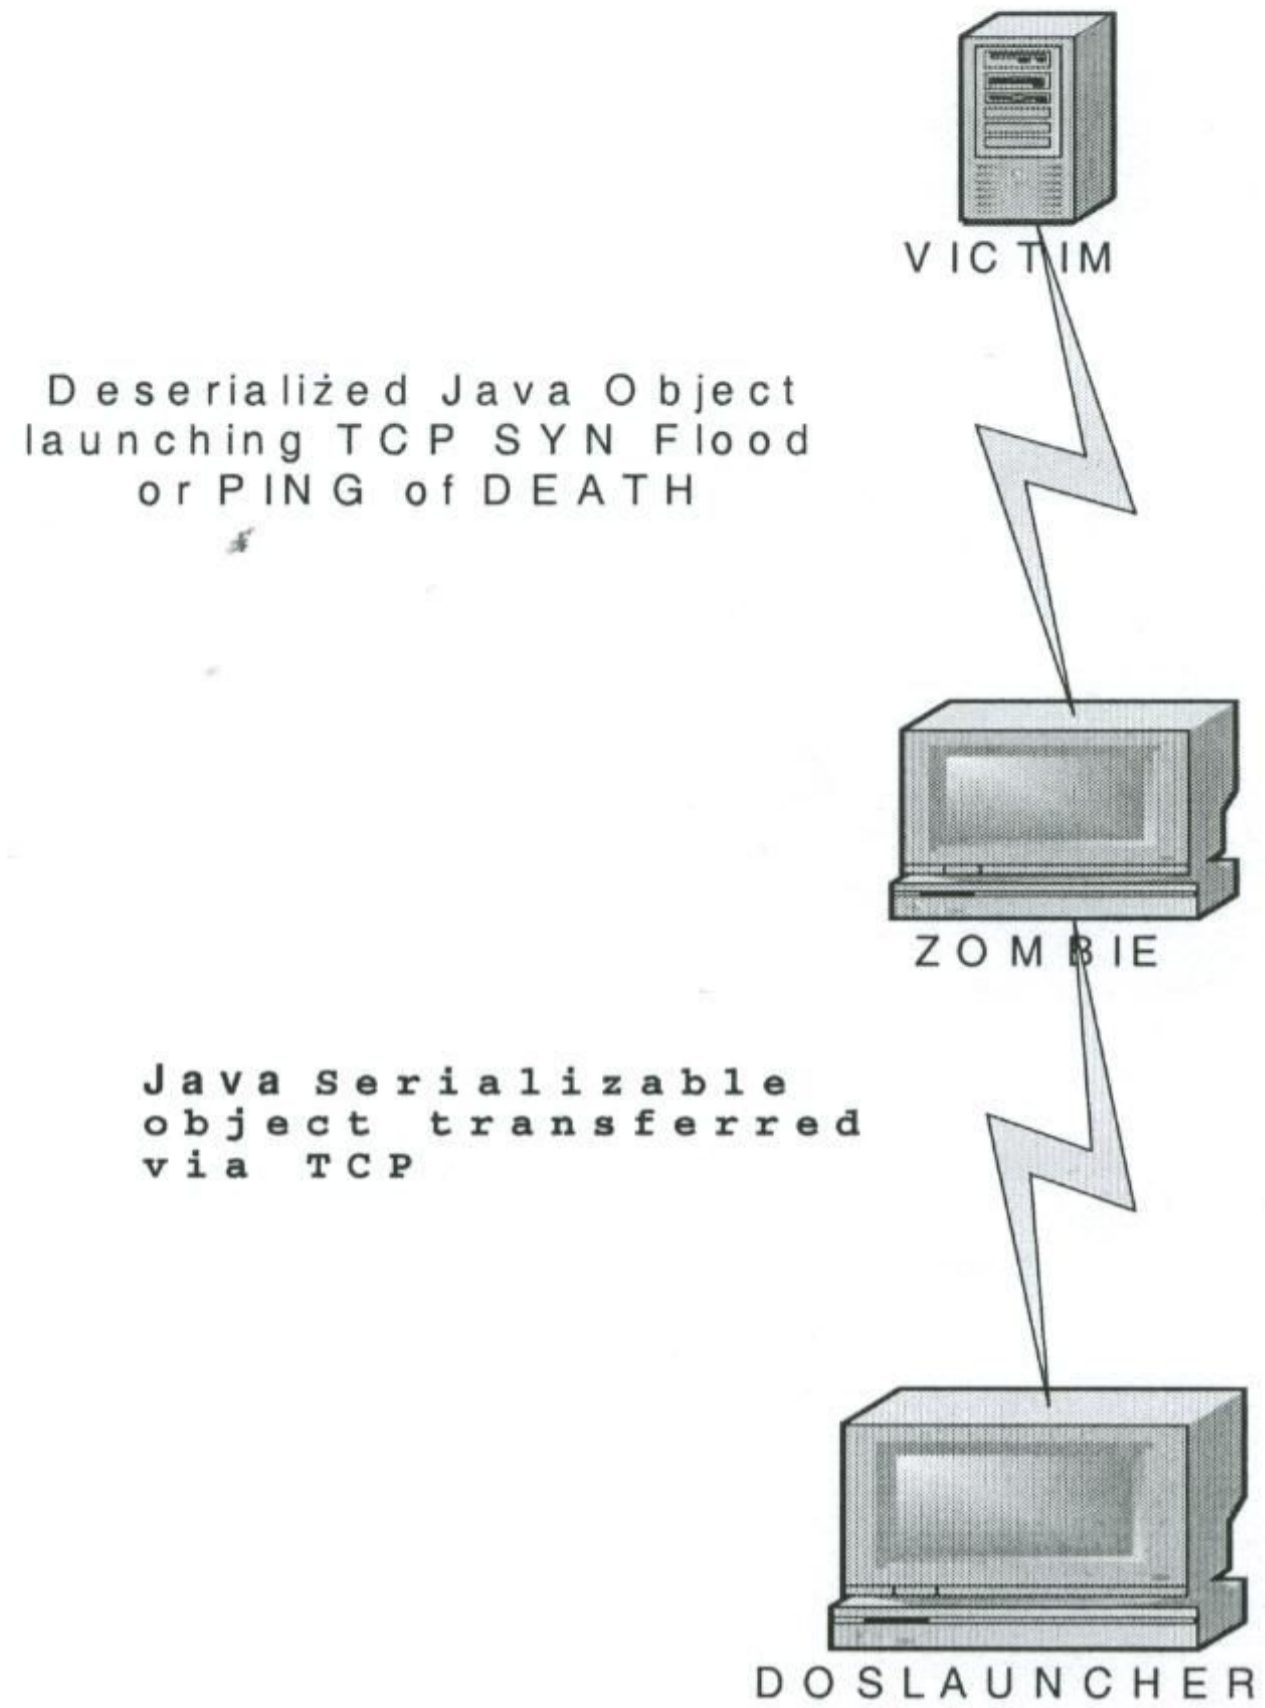 VICTIM
Deserialized Java Object
launching TCP SYN Flood
or PING of DEATH
ZOMBIE
Java Serializable
object transferred
via TCP
DOSLAUNCHER